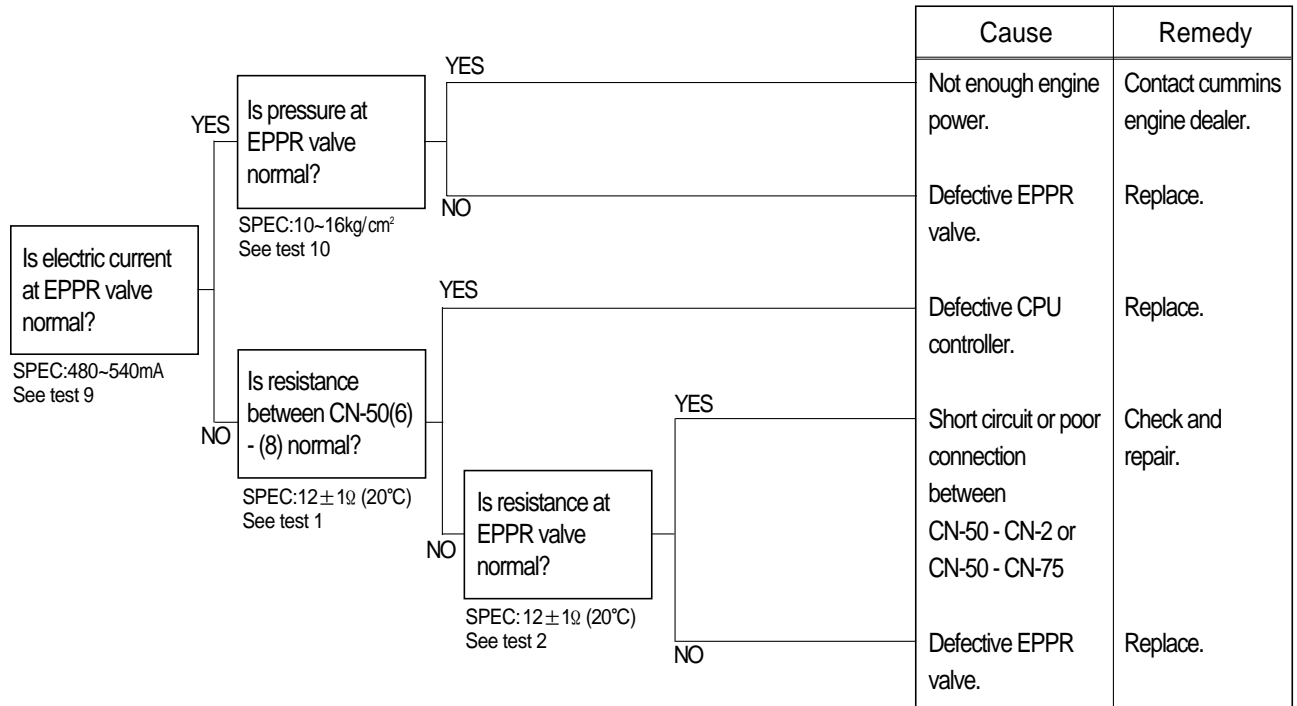 Cause
Remedy
YES
Not enough engine
power.
Contact cummins
engine dealer.
YES
Is pressure at
EPPR valve
normal?
NO
Defective EPPR
valve.
Replace.
SPEC:10~16kg/cm²
See test 10
Is electric current
at EPPR valve
normal?
SPEC:480~540mA
See test 9
YES
Defective CPU
controller.
Replace.
NO
Is resistance
between CN-50(6)
- (8) normal?
SPEC:12±1Ω (20°C)
See test 1
YES
Short circuit or poor
connection
between
CN-50 - CN-2 or
CN-50 - CN-75
Check and
repair.
NO
Is resistance at
EPPR valve
normal?
SPEC:12±1Ω (20°C)
See test 2
NO
Defective EPPR
valve.
Replace.